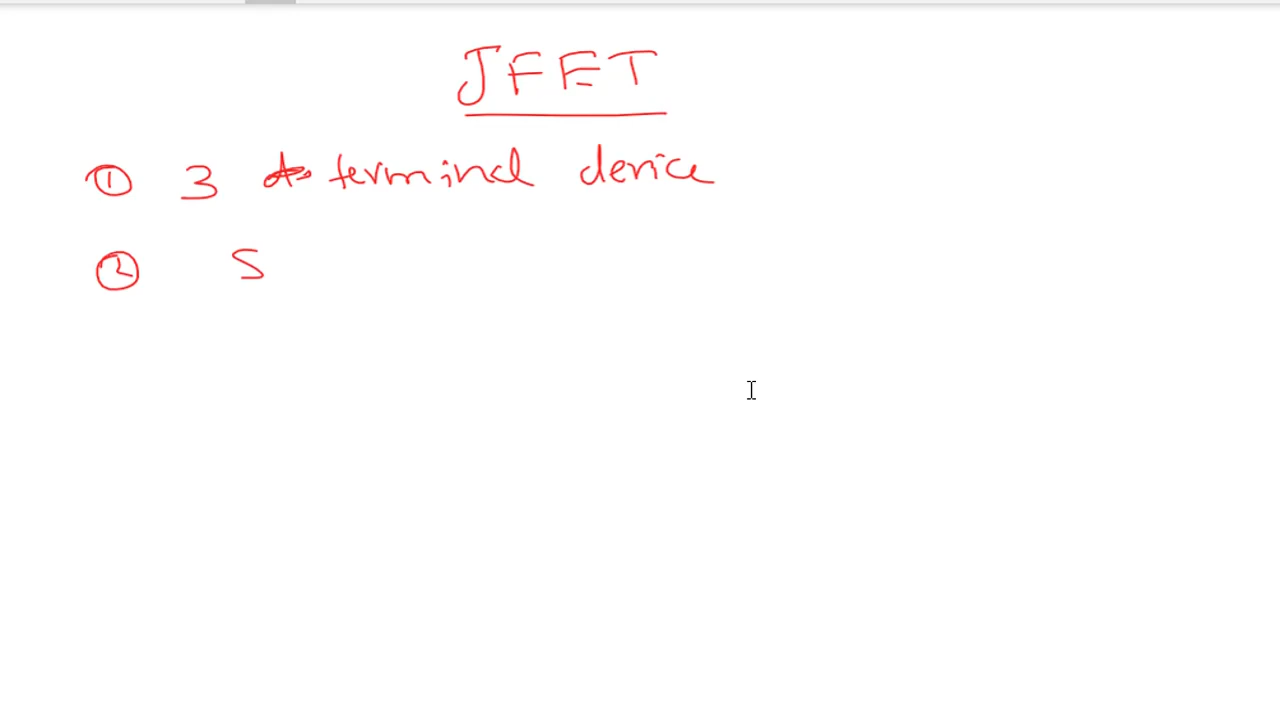 JFET
① 3 terminal device
② S